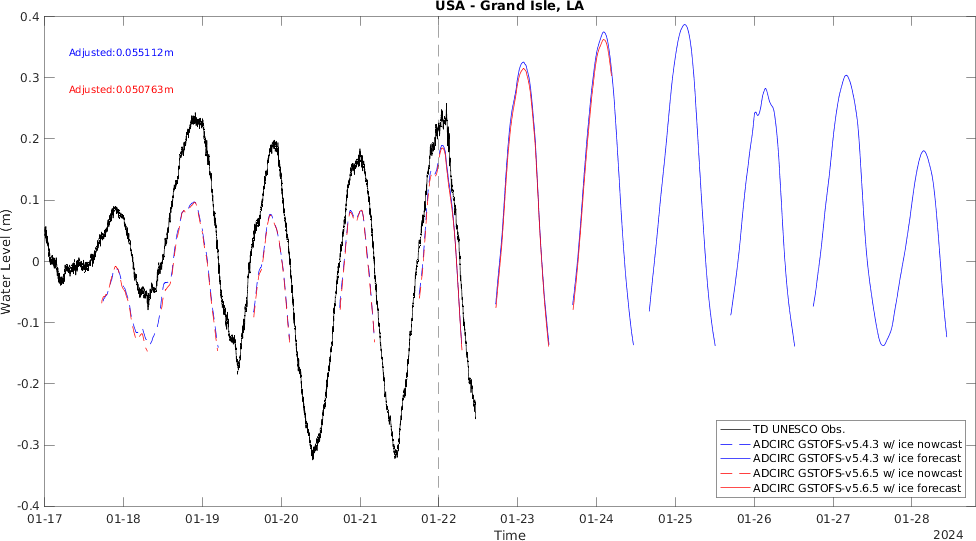 USA - Grand Isle, LA
Adjusted:0.055112m
Adjusted:0.050763m
Water Level (m)
0.4
0.3
0.2
0.1
0
-0.1
-0.2
-0.3
-0.4
TD UNESCO Obs.
ADCIRC GSTOFS-v5.4.3 w/ ice nowcast
ADCIRC GSTOFS-v5.4.3 w/ ice forecast
ADCIRC GSTOFS-v5.6.5 w/ ice nowcast
ADCIRC GSTOFS-v5.6.5 w/ ice forecast
01-17 01-18 01-19 01-20 01-21 01-22 01-23 01-24 01-25 01-26 01-27 01-28
Time
2024